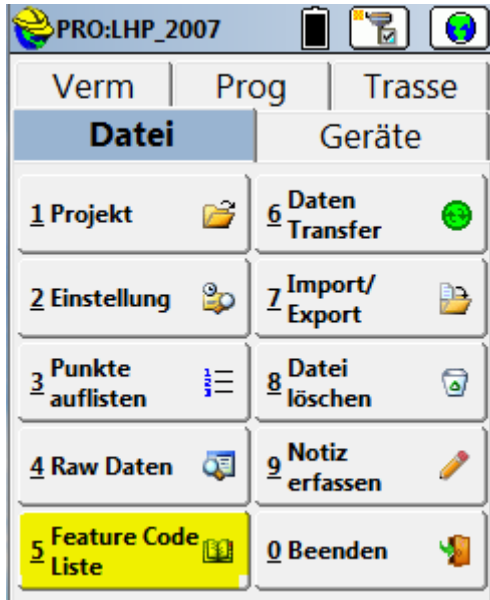 PRO:LHP_2007
Verm Prog Trasse
Datei Geräte
1 Projekt
6 Daten
Transfer
2 Einstellung
7 Import/
Export
3 Punkte
auflisten
8 Datei
löschen
4 Raw Daten
9 Notiz
erfassen
5 Feature Code
Liste
0 Beenden